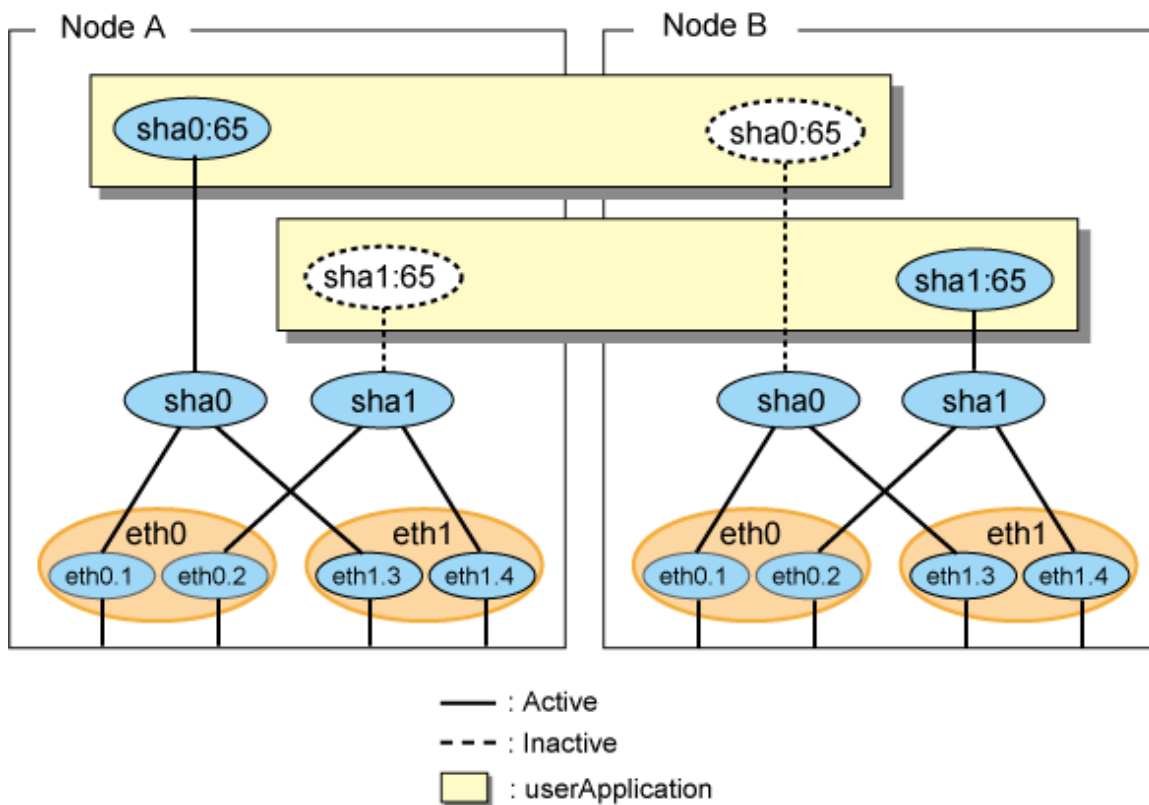 Node A Node B
sha0:65 sha0:65
sha1:65 sha1:65
sha0 sha1 sha0 sha1
eth0 eth1 eth0 eth1
eth0.1 eth0.2 eth1.3 eth1.4 eth0.1 eth0.2 eth1.3 eth1.4
: Active
: Inactive
: userApplication